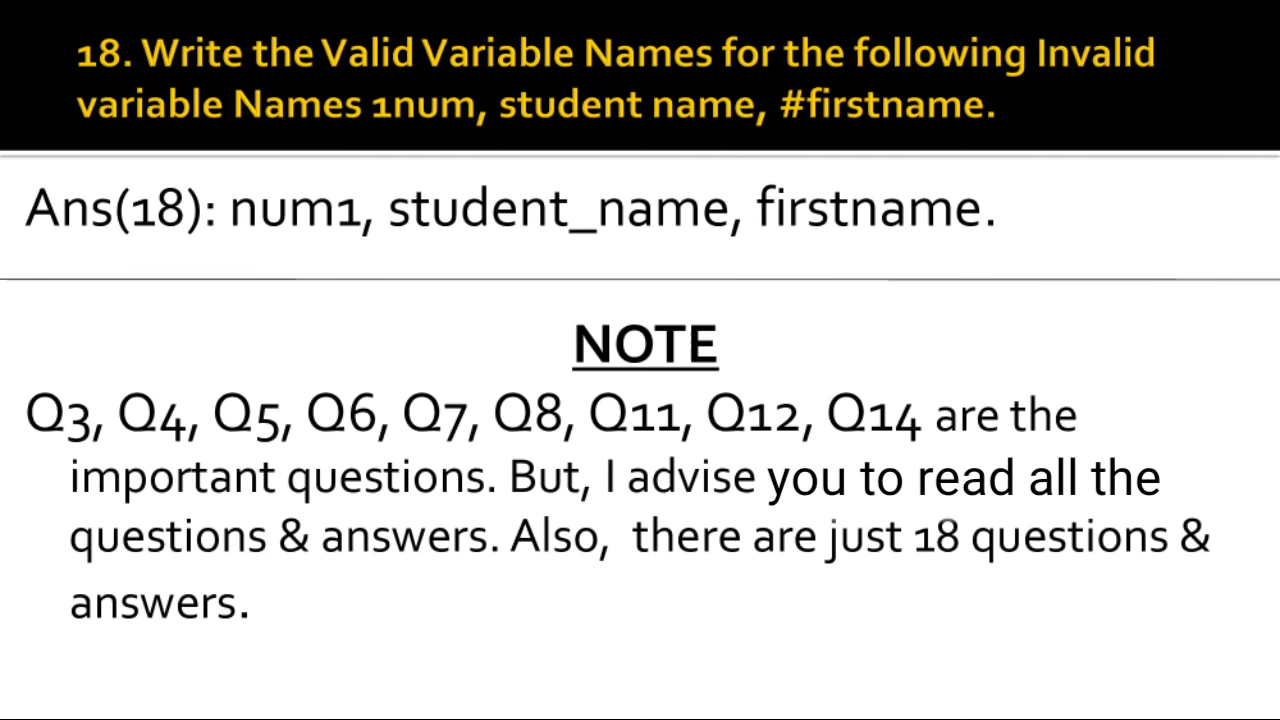 18. Write the Valid Variable Names for the following Invalid
variable Names 1num, student name, #firstname.
Ans(18): num1, student_name, firstname.
NOTE
Q3, Q4, Q5, Q6, Q7, Q8, Q11, Q12, Q14 are the
important questions. But, I advise you to read all the
questions & answers. Also, there are just 18 questions &
answers.